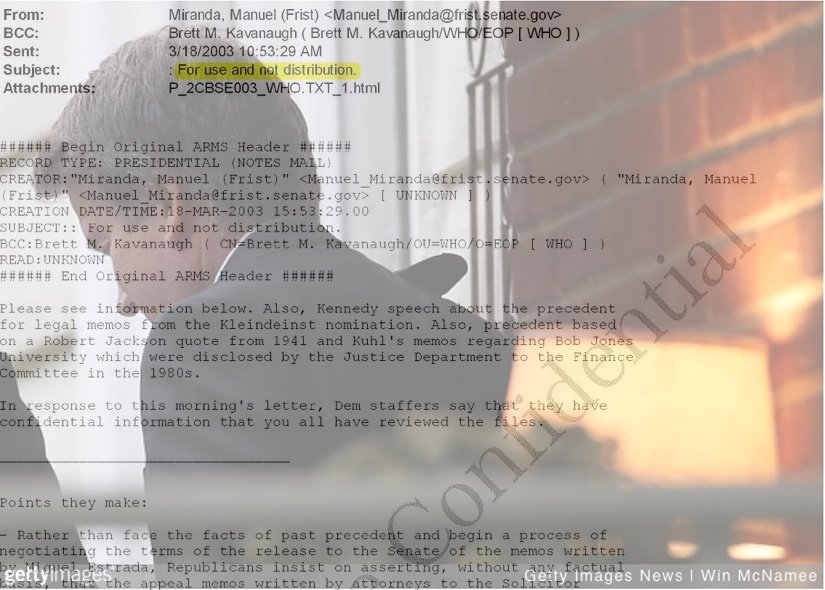 From: Miranda, Manuel (Frist) <Manuel_Miranda@frist.senate.gov>
BCC: Brett M. Kavanaugh ( Brett M. Kavanaugh/WHO/EOP [ WHO ] )
Sent: 3/18/2003 10:53:29 AM
Subject: : For use and not distribution.
Attachments: P_2CBSE003_WHO.TXT_1.html
###### Begin Original ARMS Header ######
RECORD TYPE: PRESIDENTIAL (NOTES MAIL)
CREATOR:"Miranda, Manuel (Frist)" <Manuel_Miranda@frist.senate.gov> ( "Miranda, Manuel
(Frist)" <Manuel_Miranda@frist.senate.gov> [ UNKNOWN ] )
CREATION DATE/TIME:18-MAR-2003 15:53:29.00
SUBJECT:: For use and not distribution.
BCC:Brett M. Kavanaugh ( CN=Brett M. Kavanaugh/OU=WHO/O=EOP [ WHO ] )
READ:UNKNOWN
###### End Original ARMS Header ######
Please see information below. Also, Kennedy speech about the precedent
for legal memos from the Kleindeinst nomination. Also, precedent based
on Robert Jackson quote from 1941 and Kuhl's memos regarding Bob Jones
University which were disclosed by the Justice Department to the Finance
Committee in the 1980s.
In response to this morning's letter, Dem staffers say that they have
confidential information that you all have reviewed the files.
Points they make:
- Rather than face the facts of past precedent and begin a process of
negotiating the terms of the release to the Senate of the memos written
by Miguel Estrada, Republicans insist on asserting, without any factual
basis, that the appeal memos written by attorneys to the Solicitor
Confidential
gettyimages
Getty Images News | Win McNamee